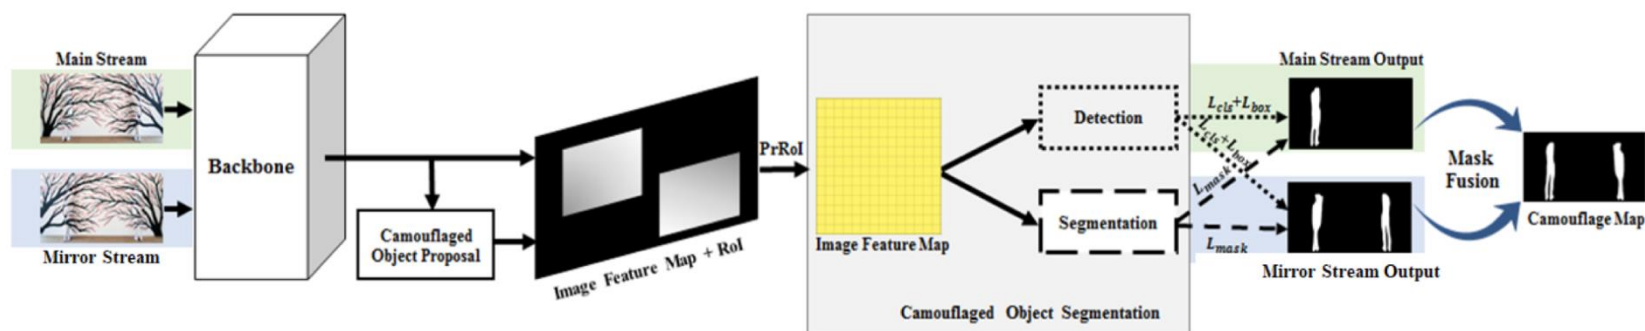 Main Stream
Mirror Stream
Backbone
Camouflaged
Object Proposal
Image Feature Map + RoI
PrRoI
Image Feature Map
Detection
Segmentation
Camouflaged Object Segmentation
L_cls+L_box
L_cls+L_box
L_mask
L_mask
Main Stream Output
Mirror Stream Output
Mask
Fusion
Camouflage Map